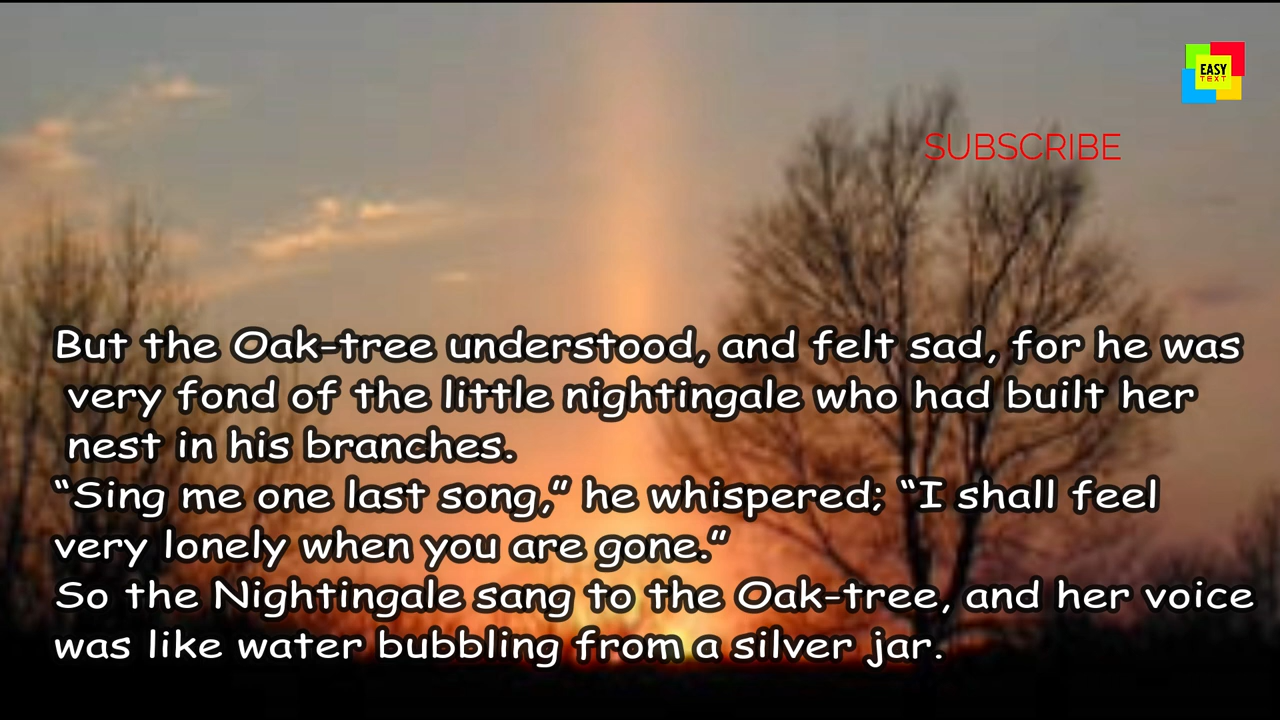 EASY
TEXT
SUBSCRIBE
But the Oak-tree understood, and felt sad, for he was
very fond of the little nightingale who had built her
nest in his branches.
“Sing me one last song,” he whispered; “I shall feel
very lonely when you are gone.”
So the Nightingale sang to the Oak-tree, and her voice
was like water bubbling from a silver jar.